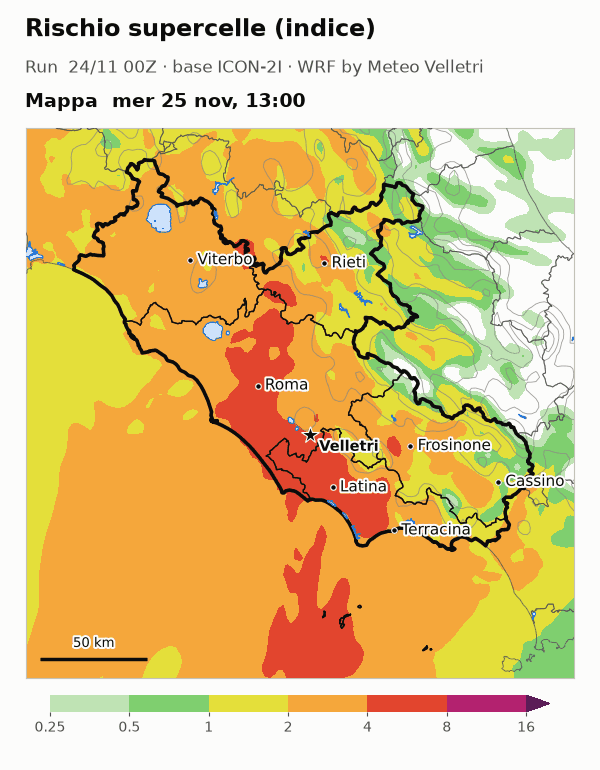 Rischio supercelle (indice)
Run 24/11 00Z · base ICON-2I · WRF by Meteo Velletri
Mappa mer 25 nov, 13:00
Viterbo
Rieti
Roma
Velletri
Frosinone
Latina
Cassino
Terracina
50 km
0.25 0.5 1 2 4 8 16